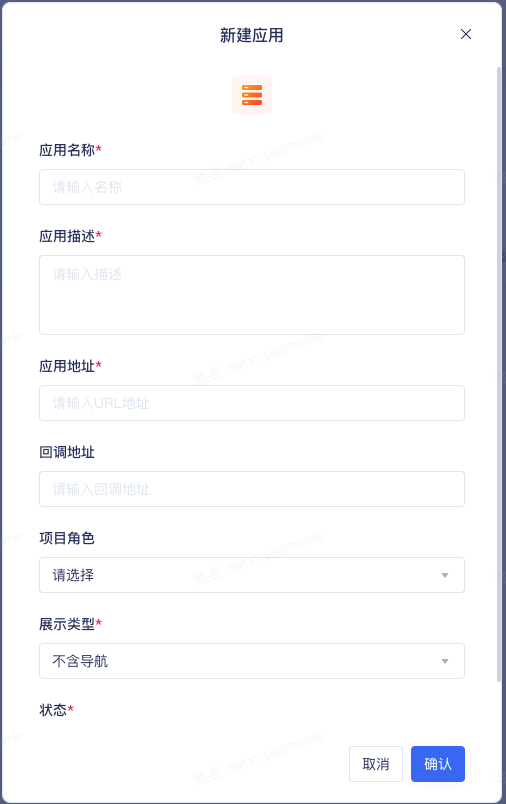 新建应用
应用名称*
请输入名称
应用描述*
请输入描述
应用地址*
请输入URL地址
回调地址
请输入回调地址
项目角色
请选择
展示类型*
不含导航
状态*
取消
确认
姓名 demo_username
姓名 demo_username
姓名 demo_username
姓名 demo_username